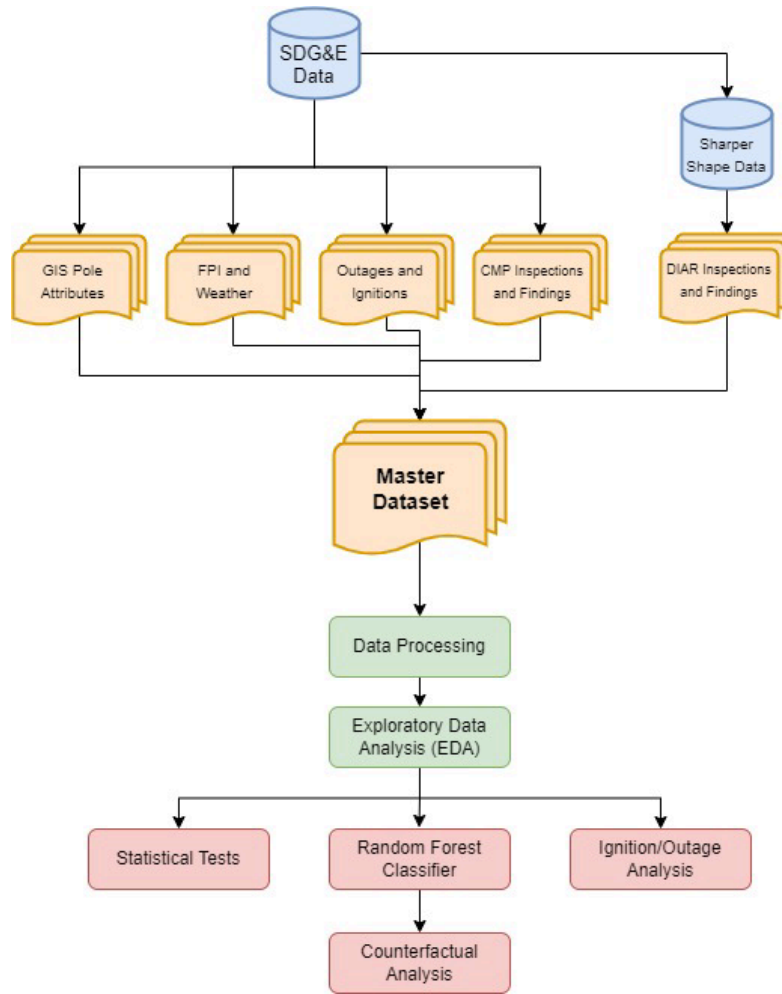 SDG&E
Data
Sharper
Shape Data
GIS Pole
Attributes
FPI and
Weather
Outages and
Ignitions
CMP Inspections
and Findings
DIAR Inspections
and Findings
Master
Dataset
Data Processing
Exploratory Data
Analysis (EDA)
Statistical Tests
Random Forest
Classifier
Ignition/Outage
Analysis
Counterfactual
Analysis